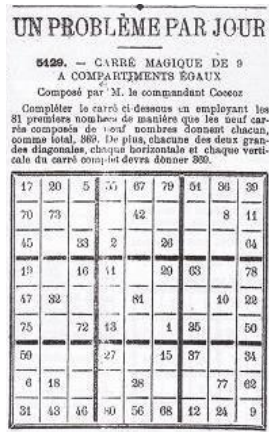 UN PROBLÈME PAR JOUR
5129. — CARRÉ MAGIQUE DE 9
A COMPARTIMENTS ÉGAUX
Composé par M. le commandant Coccoz
Compléter le carré ci-dessous en employant les
81 premiers nombres de manière que les neuf car-
rés composés de neuf nombres donnent chacun,
comme total, 369. De plus, chacune des deux gran-
des diagonales, chaque horizontale et chaque verti-
cale du carré complet devra donner 369.
17 20 5 55 67 79 51 36 39
70 73 42 8 11
45 33 2 26 64
19 16 41 29 63 78
47 32 81 10 22
75 72 13 1 35 50
59 27 15 37 34
6 18 28 77 62
31 43 46 80 56 68 12 24 9